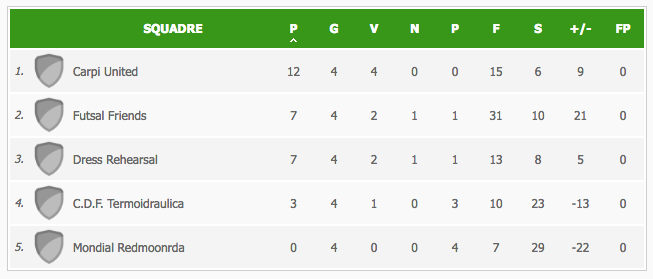 SQUADRE P G V N P F S +/- FP
1. Carpi United 12 4 4 0 0 15 6 9 0
2. Futsal Friends 7 4 2 1 1 31 10 21 0
3. Dress Rehearsal 7 4 2 1 1 13 8 5 0
4. C.D.F. Termoidraulica 3 4 1 0 3 10 23 -13 0
5. Mondial Redmoonrda 0 4 0 0 4 7 29 -22 0